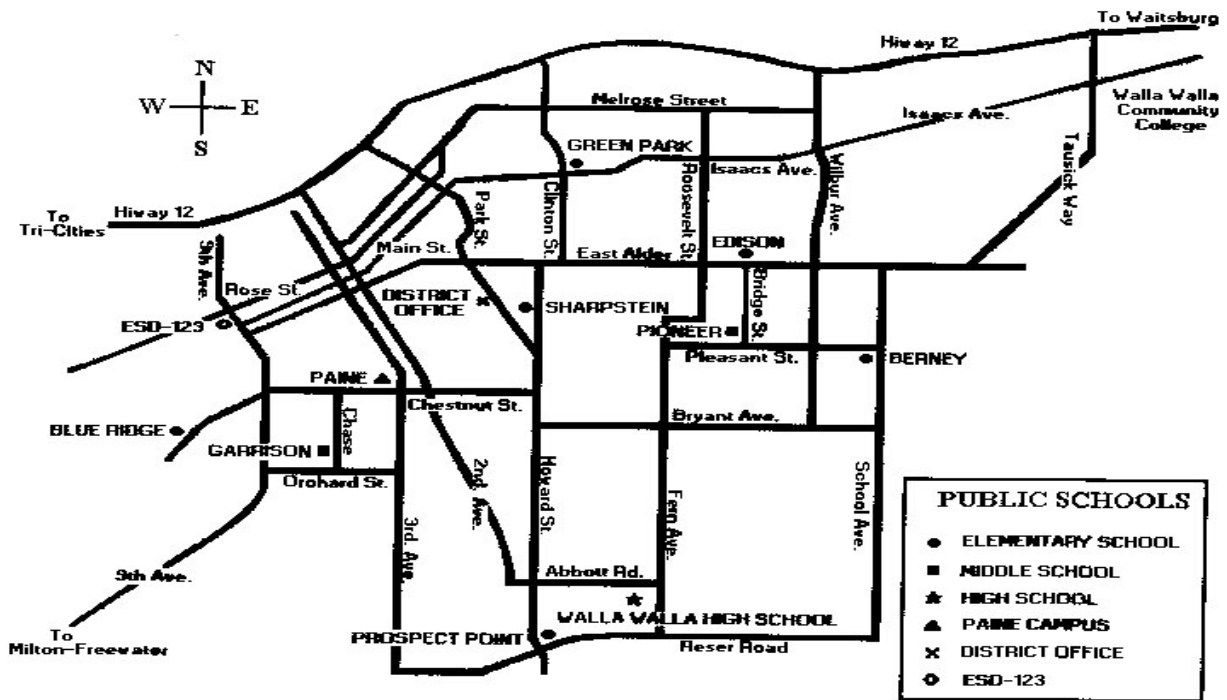 To Waitsburg
Hiway 12
N
W
E
S
Melrose Street
Isaacs Ave.
Walla Walla
Community
College
GREEN PARK
Isaacs Ave.
Wilbur Ave.
Tausick Way
Roosevelt St.
Clinton St.
Park St.
Hiway 12
To
Tri-Cities
9th Ave.
Main St.
EDISON
East Alder
Bridge St.
Rose St.
DISTRICT
OFFICE
SHARPSTEIN
ESD-123
PIONEER
Pleasant St.
BERNEY
PAINE
Chestnut St.
Chase
Bryant Ave.
BLUE RIDGE
GARRISON
Orchard St.
2nd. Ave.
Howard St.
Fern Ave.
School Ave.
3rd. Ave.
9th Ave.
Abbott Rd.
WALLA WALLA HIGH SCHOOL
PROSPECT POINT
Reser Road
To
Milton-Freewater
PUBLIC SCHOOLS
ELEMENTARY SCHOOL
MIDDLE SCHOOL
HIGH SCHOOL
PAINE CAMPUS
DISTRICT OFFICE
ESD-123